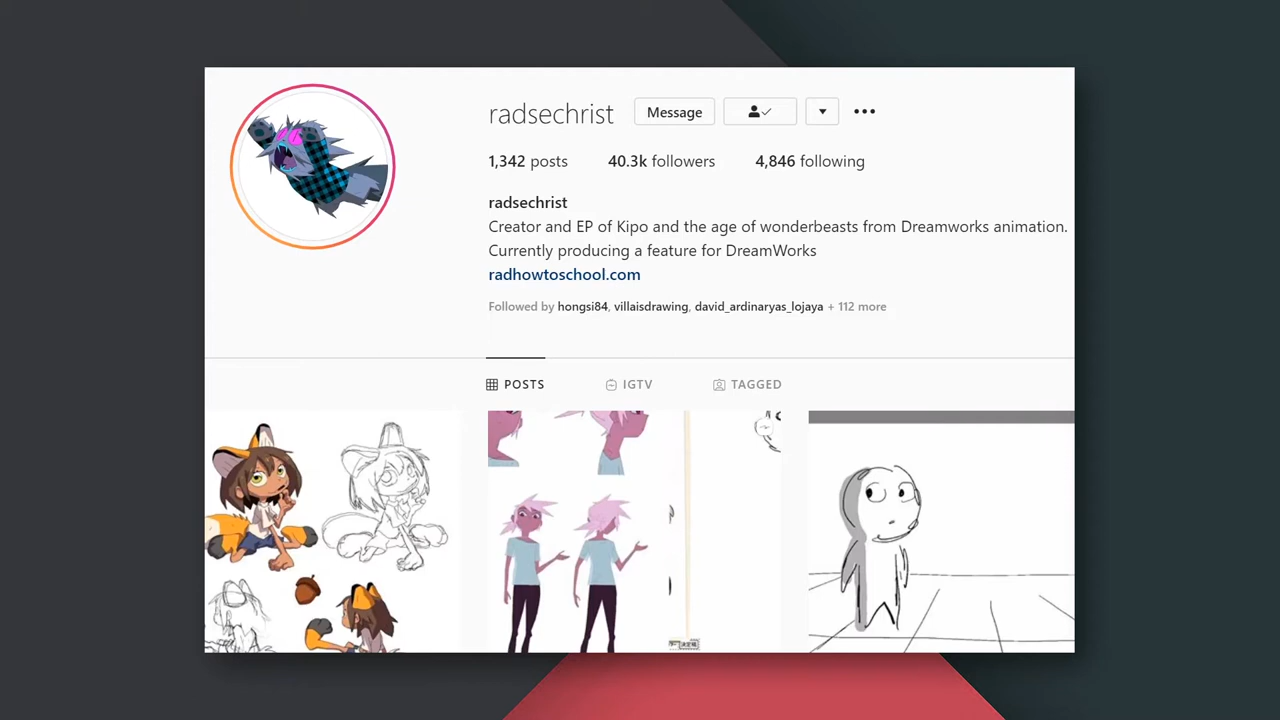 radsechrist Message
1,342 posts 40.3k followers 4,846 following
radsechrist
Creator and EP of Kipo and the age of wonderbeasts from Dreamworks animation.
Currently producing a feature for DreamWorks
radhowtoschool.com
Followed by hongsi84, villaisdrawing, david_ardinaryas_lojaya + 112 more
POSTS IGTV TAGGED